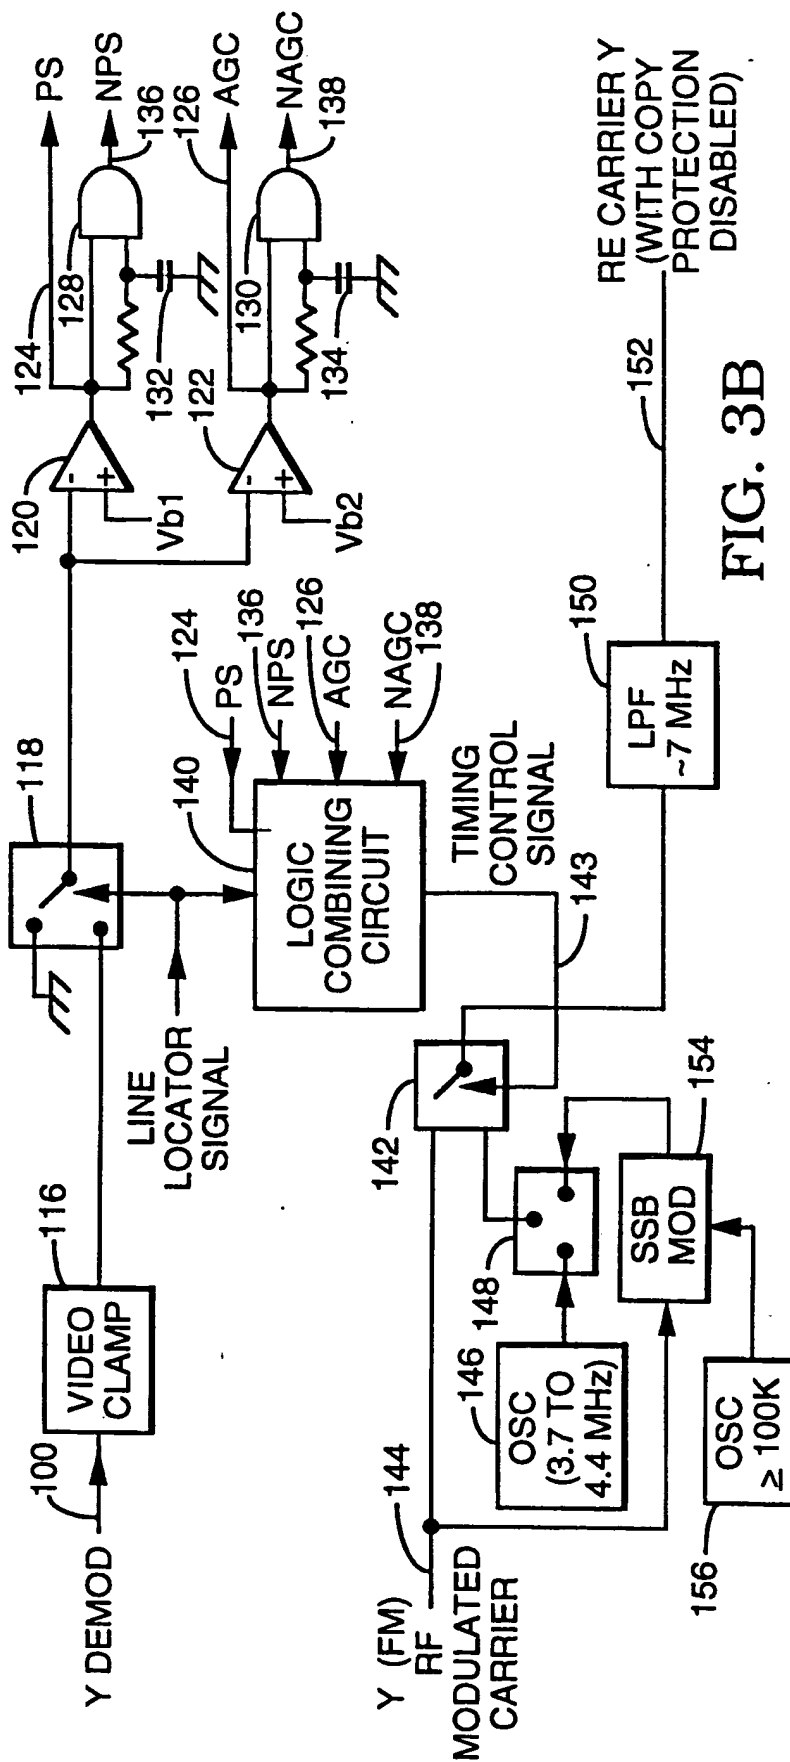 Y DEMOD
100
VIDEO
CLAMP
116
LINE
LOCATOR
SIGNAL
118
120
-
+
Vb1
122
-
+
Vb2
124
PS
128
NPS
136
132
126
AGC
130
NAGC
138
134
140
LOGIC
COMBINING
CIRCUIT
124
PS
136
NPS
126
AGC
NAGC
138
TIMING
CONTROL
SIGNAL
143
142
Y (FM)
RF
MODULATED
CARRIER
144
146
OSC
(3.7 TO
4.4 MHz)
148
SSB
MOD
154
OSC
≥ 100K
156
150
LPF
~7 MHz
152
RE CARRIER Y
(WITH COPY
PROTECTION
DISABLED)
FIG. 3B